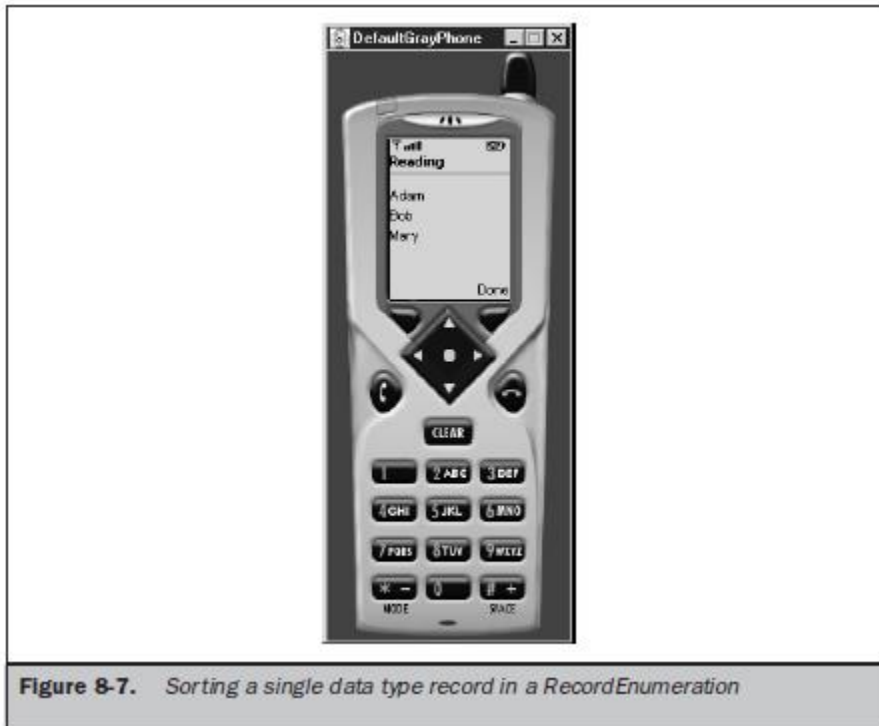 DefaultGrayPhone
Reading
Adam
Bob
Mary
Done
CLEAR
1
2 ABC
3 DEF
4 GHI
5 JKL
6 MNO
7 PQRS
8 TUV
9 WXYZ
* -
0
# +
MODE
SPACE
Figure 8-7. Sorting a single data type record in a RecordEnumeration